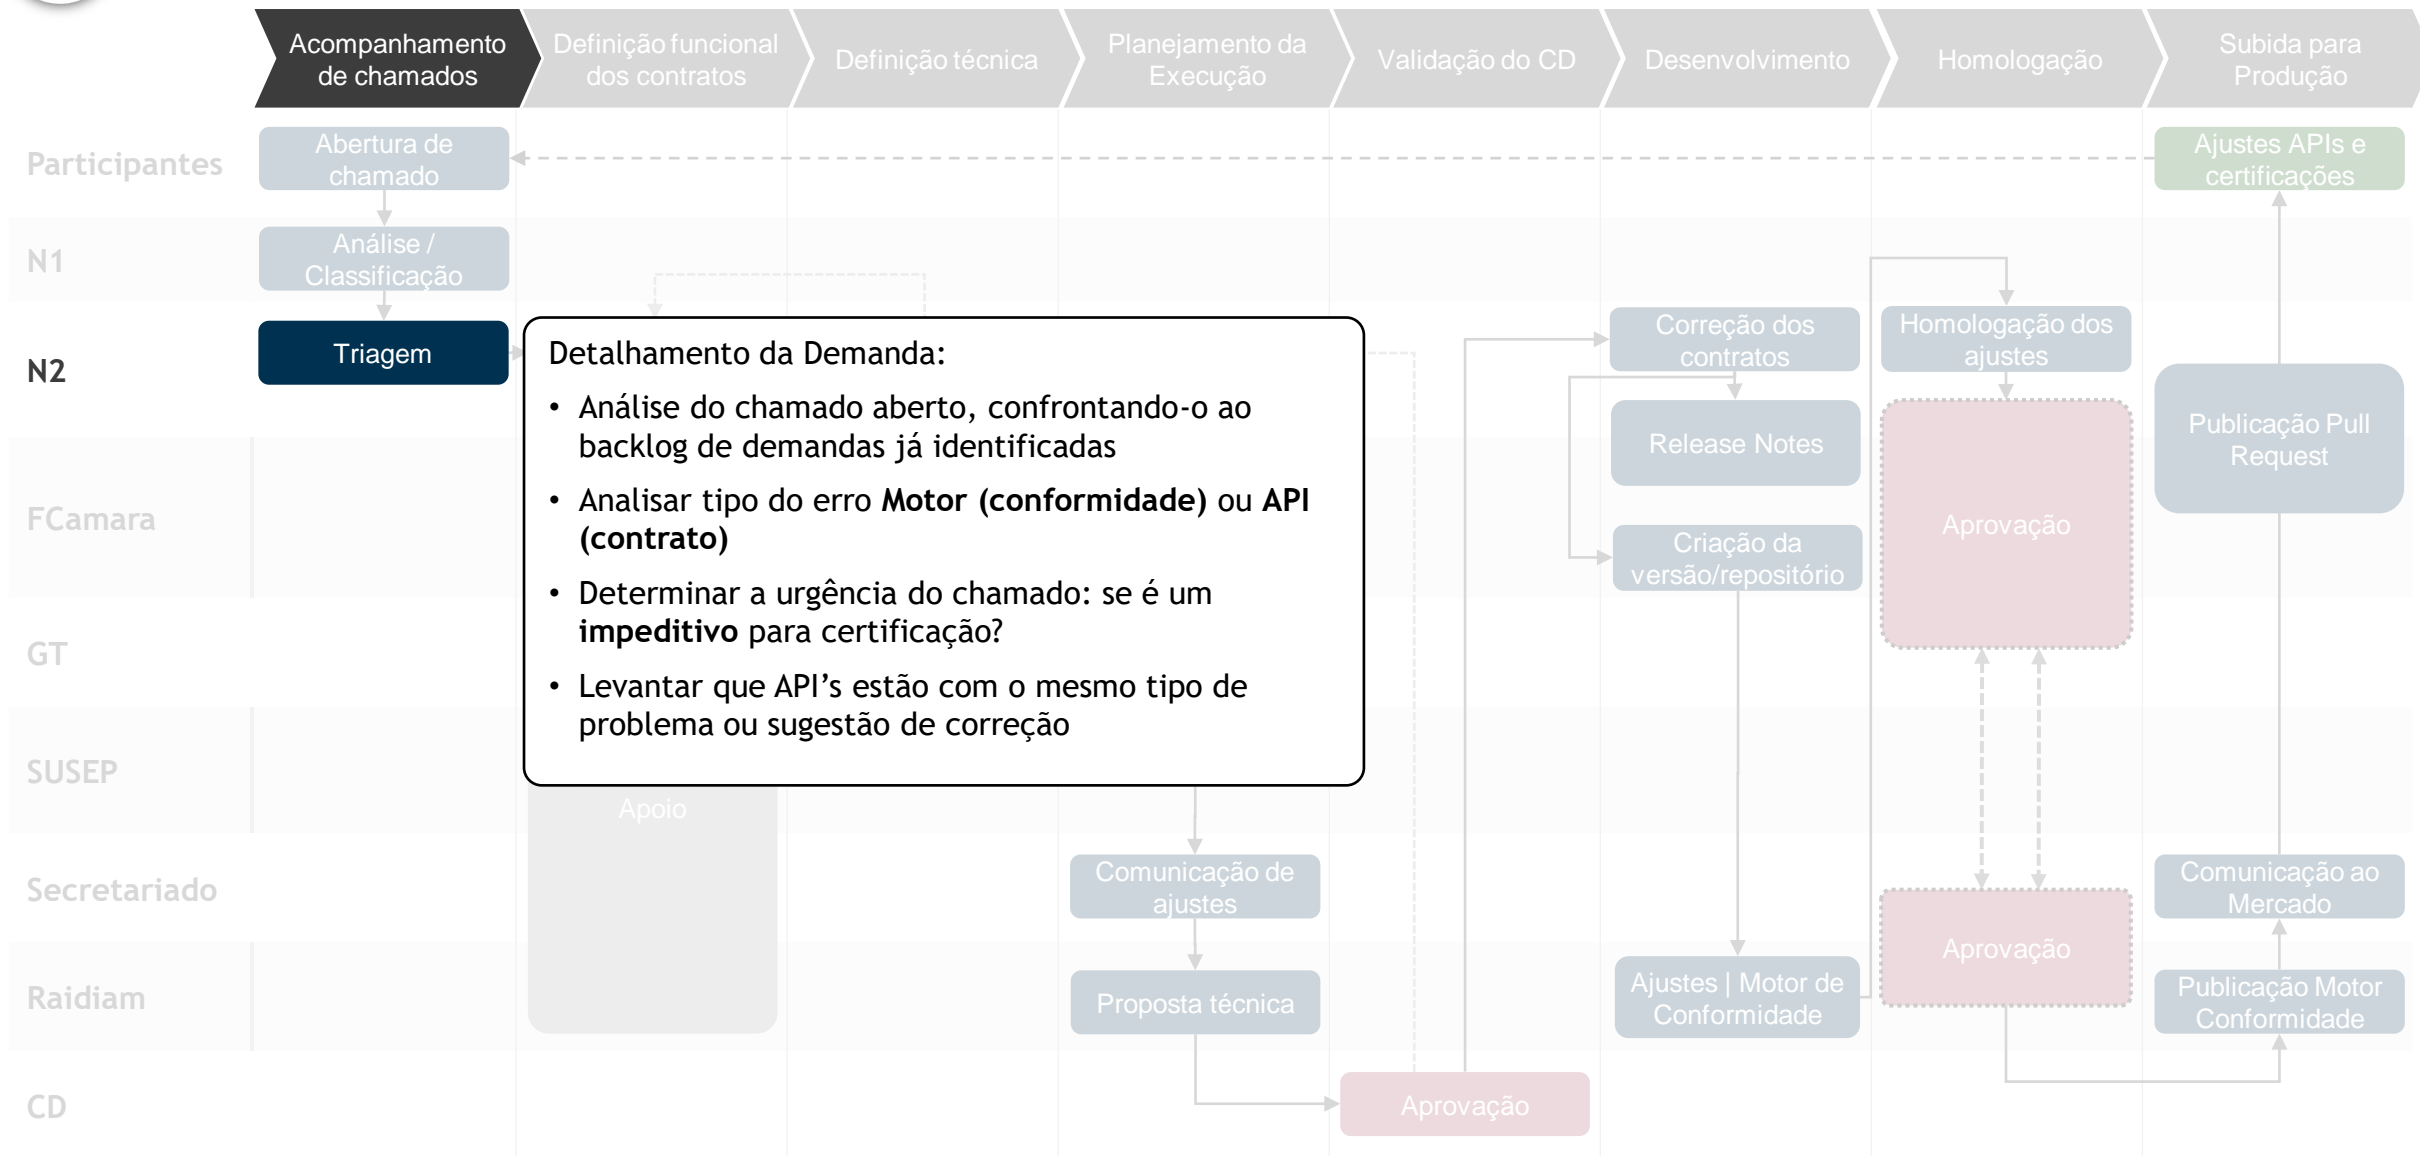 Acompanhamento
de chamados
Definição funcional
dos contratos
Definição técnica
Planejamento da
Execução
Validação do CD
Desenvolvimento
Homologação
Subida para
Produção
Participantes
Abertura de
chamado
Ajustes APIs e
certificações
N1
Análise /
Classificação
N2
Triagem
Detalhamento da Demanda:
• Análise do chamado aberto, confrontando-o ao
backlog de demandas já identificadas
• Analisar tipo do erro Motor (conformidade) ou API
(contrato)
• Determinar a urgência do chamado: se é um
impeditivo para certificação?
• Levantar que API’s estão com o mesmo tipo de
problema ou sugestão de correção
Correção dos
contratos
Homologação dos
ajustes
Release Notes
Publicação Pull
Request
FCamara
Aprovação
Criação da
versão/repositório
GT
SUSEP
Apoio
Secretariado
Comunicação de
ajustes
Comunicação ao
Mercado
Aprovação
Raidiam
Proposta técnica
Ajustes | Motor de
Conformidade
Publicação Motor
Conformidade
CD
Aprovação